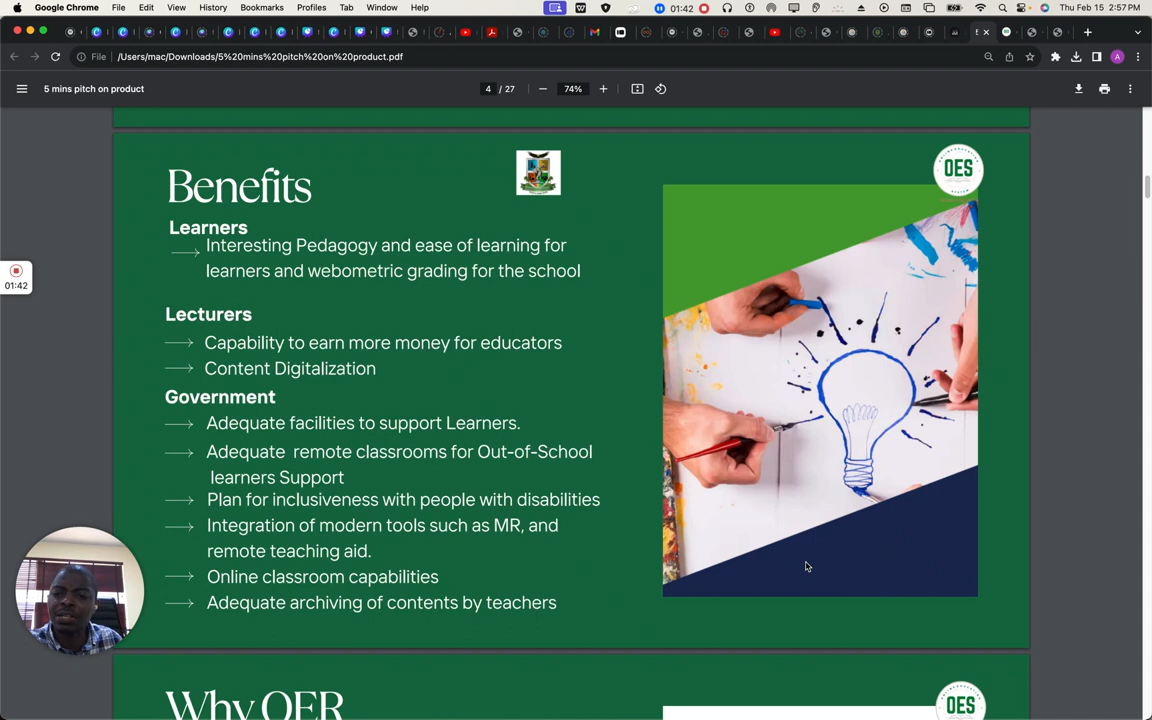 Google Chrome File Edit View History Bookmarks Profiles Tab Window Help 01:42 Thu Feb 15 2:57 PM
File /Users/mac/Downloads/5%20mins%20pitch%20on%20product.pdf A
5 mins pitch on product 4 / 27 74%
OES
Benefits
Learners
Interesting Pedagogy and ease of learning for
learners and webometric grading for the school
01:42
Lecturers
Capability to earn more money for educators
Content Digitalization
Government
Adequate facilities to support Learners.
Adequate remote classrooms for Out-of-School
learners Support
Plan for inclusiveness with people with disabilities
Integration of modern tools such as MR, and
remote teaching aid.
Online classroom capabilities
Adequate archiving of contents by teachers
Why OER
OES